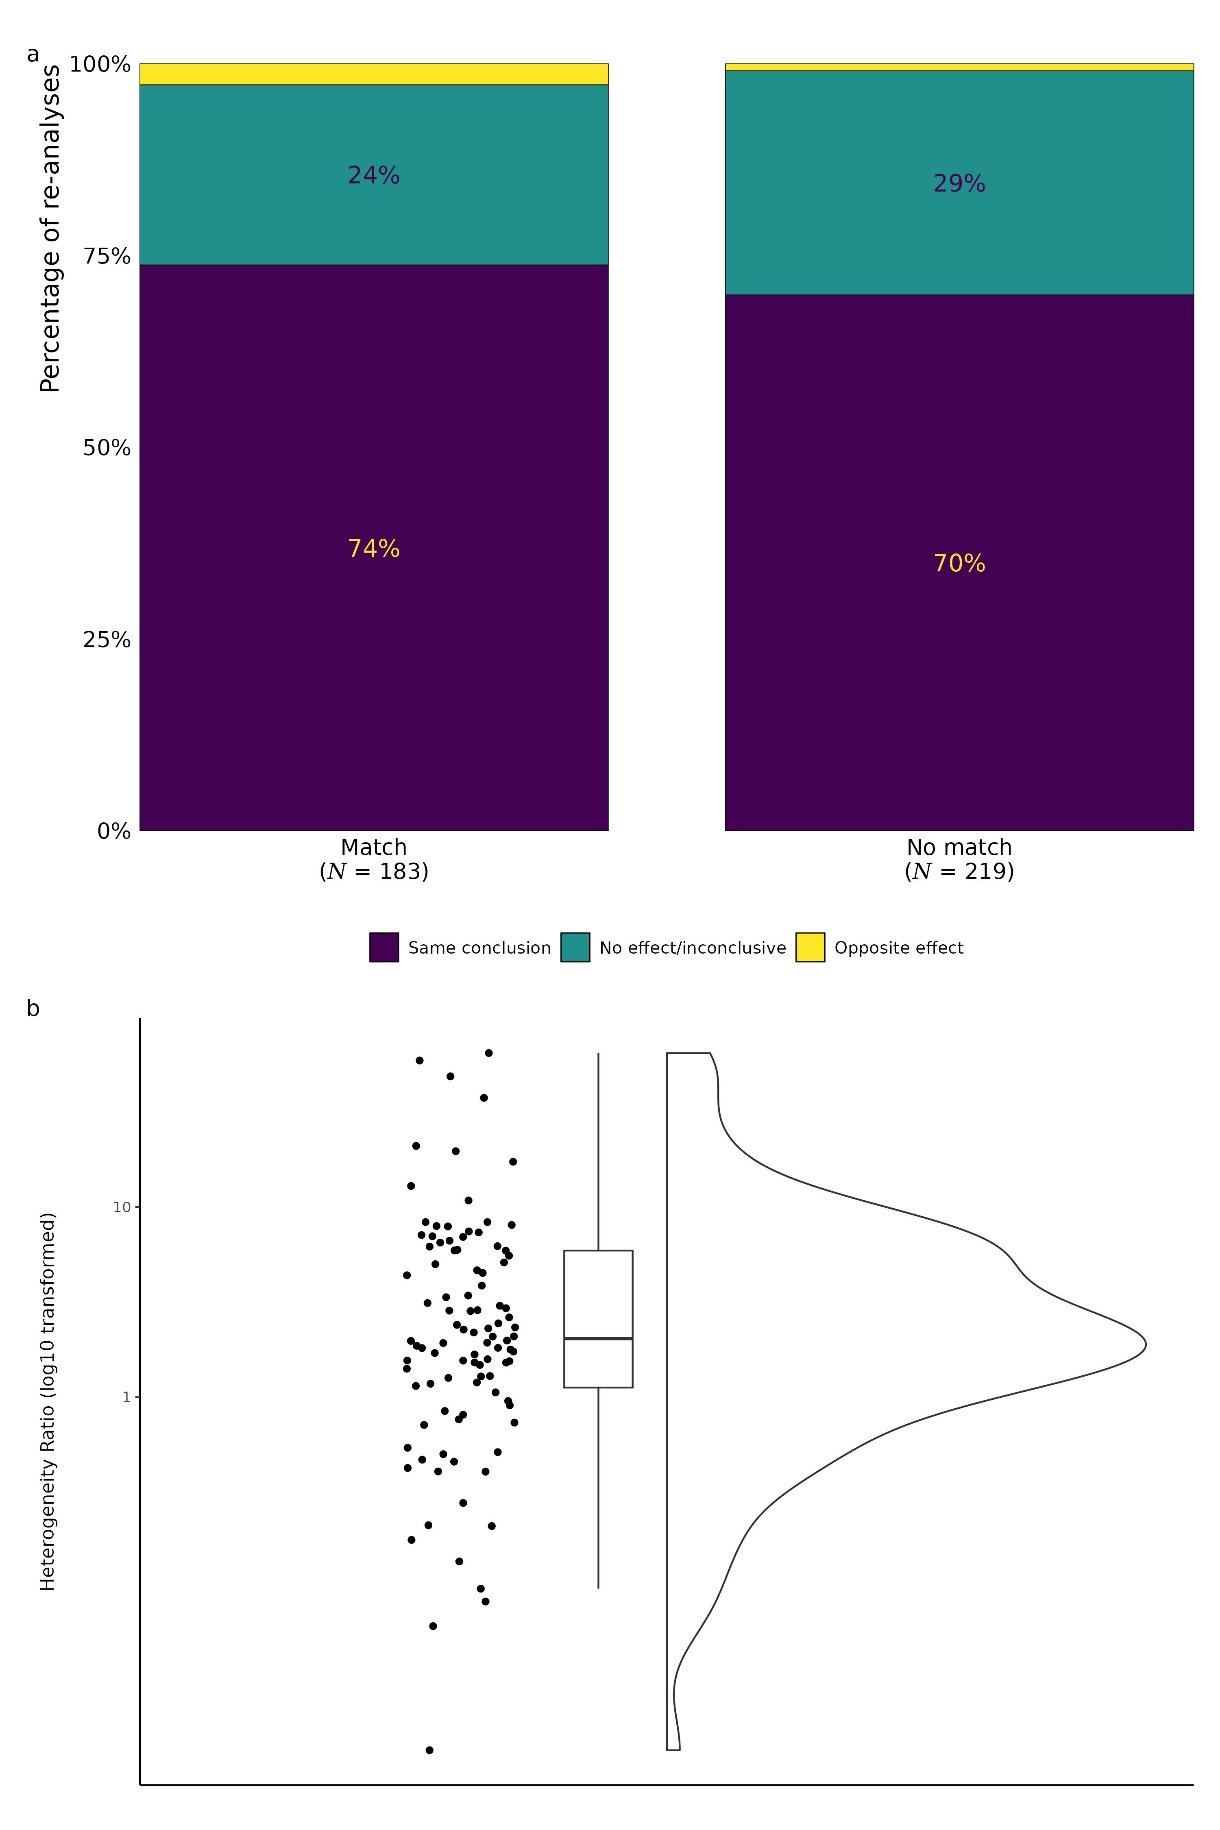 a
Percentage of re-analyses
100%
75%
50%
25%
0%
24%
74%
29%
70%
Match
(N = 183)
No match
(N = 219)
Same conclusion No effect/inconclusive Opposite effect
b
Heterogeneity Ratio (log10 transformed)
10
1